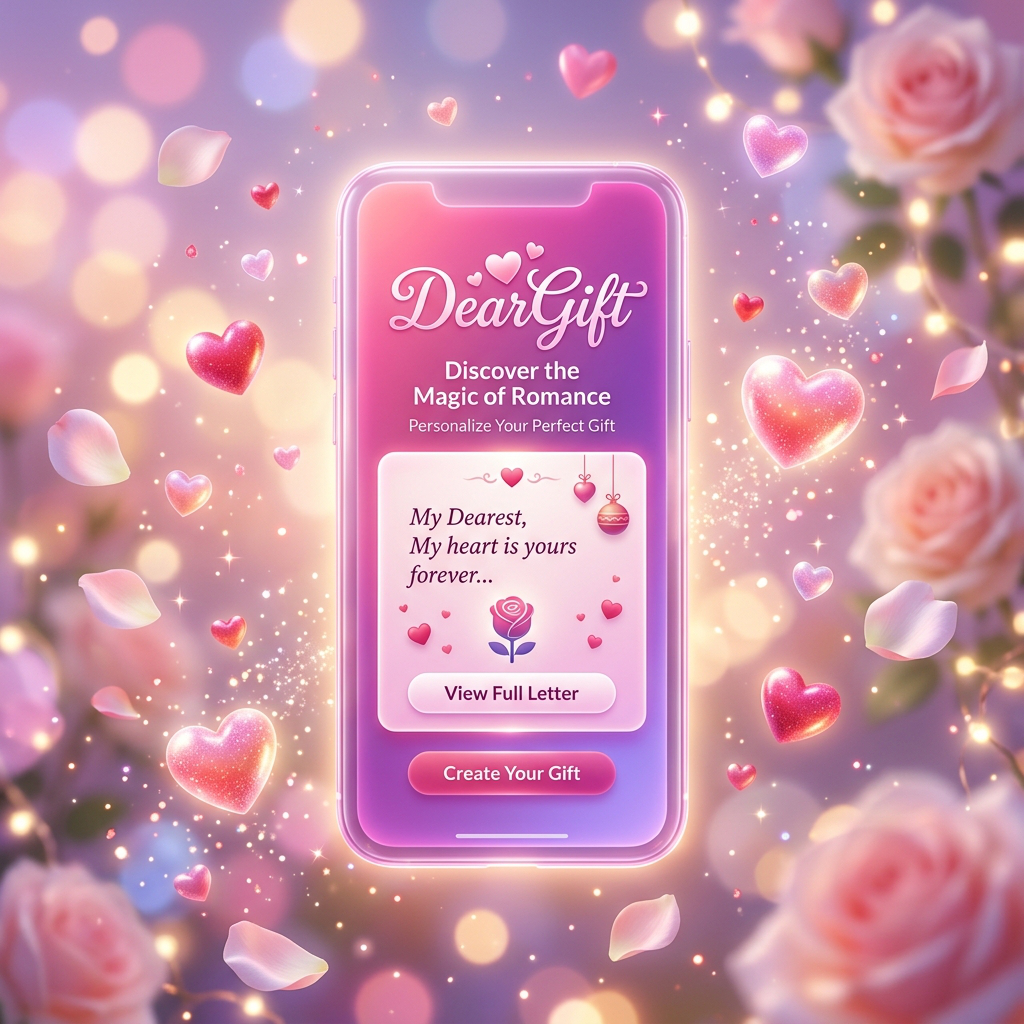 DearGift
Discover the
Magic of Romance
Personalize Your Perfect Gift
My Dearest,
My heart is yours
forever...
View Full Letter
Create Your Gift